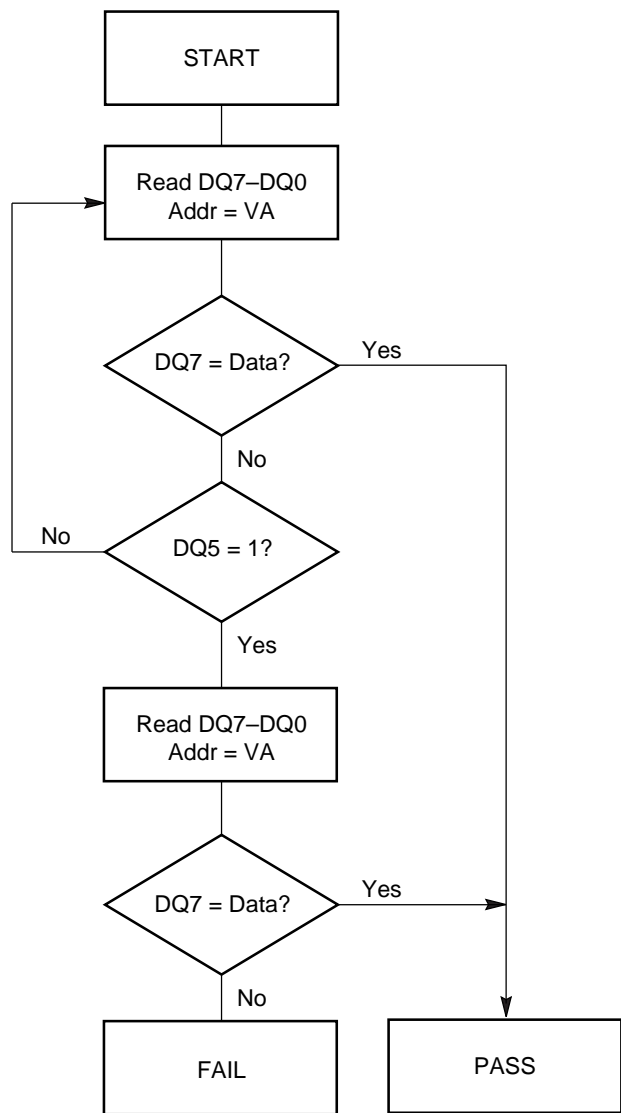 START
Read DQ7–DQ0
Addr = VA
DQ7 = Data?
Yes
No
No
DQ5 = 1?
Yes
Read DQ7–DQ0
Addr = VA
DQ7 = Data?
Yes
No
FAIL
PASS